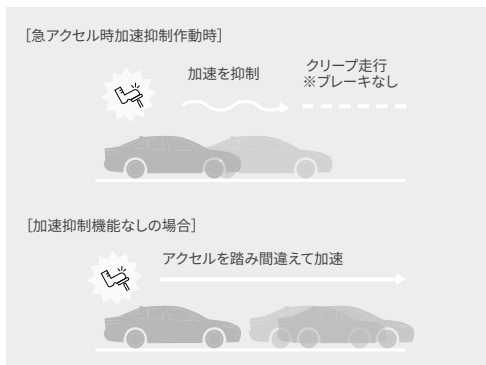 [急アクセル時加速抑制作動時]
加速を抑制
クリープ走行
※ブレーキなし
[加速抑制機能なしの場合]
アクセルを踏み間違えて加速